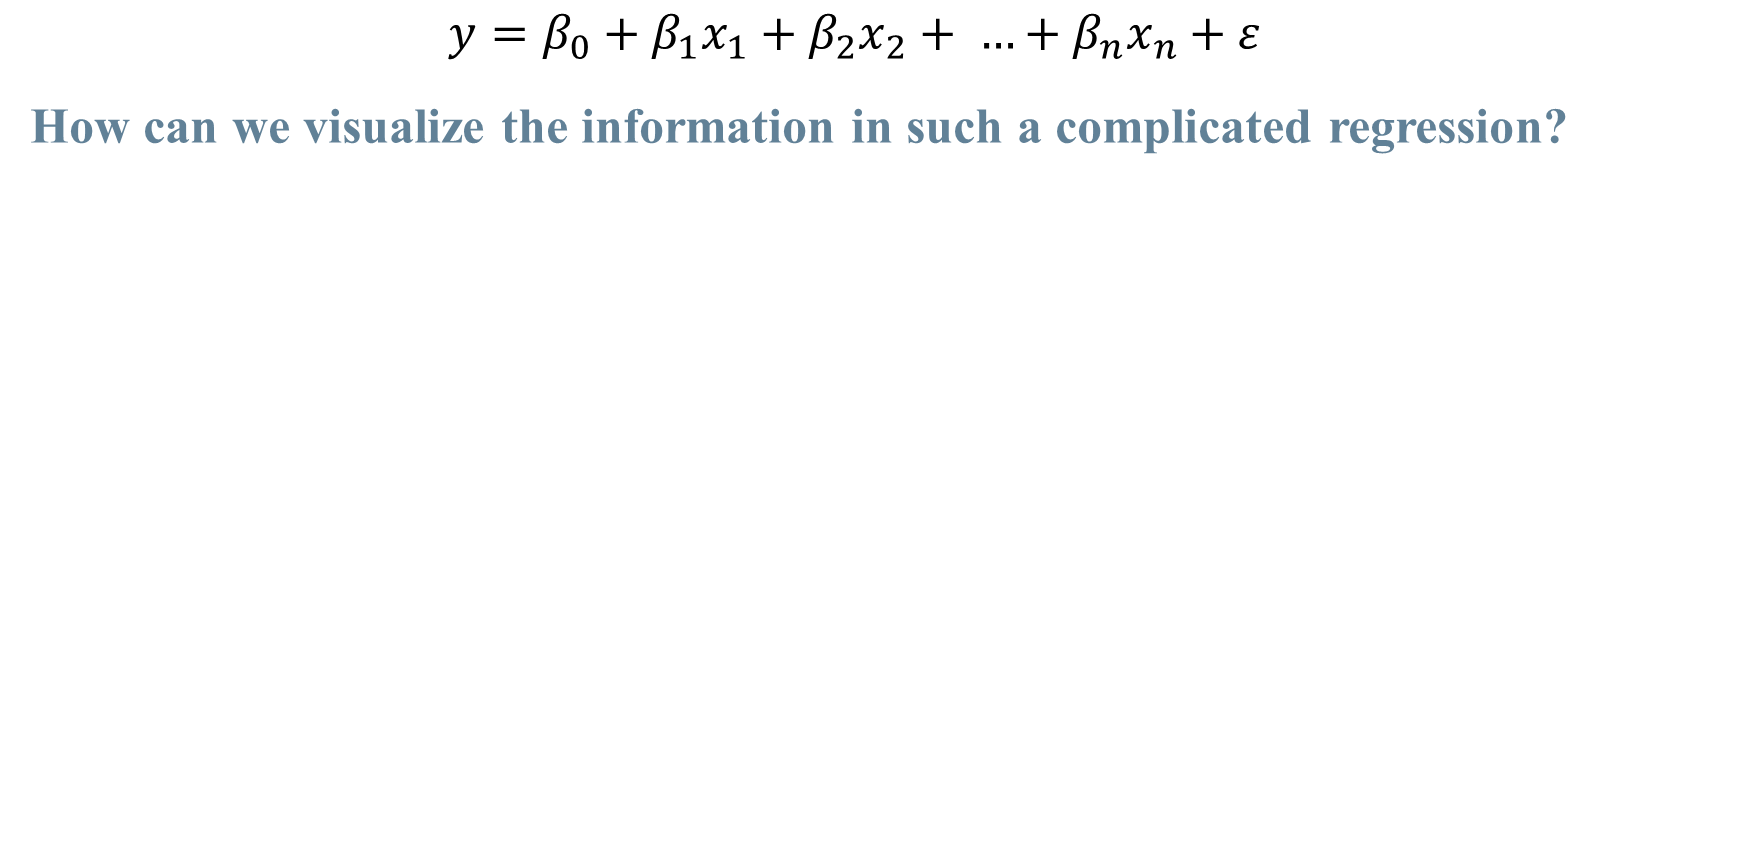 y = β₀ + β₁x₁ + β₂x₂ + … + βₙxₙ + ε
How can we visualize the information in such a complicated regression?